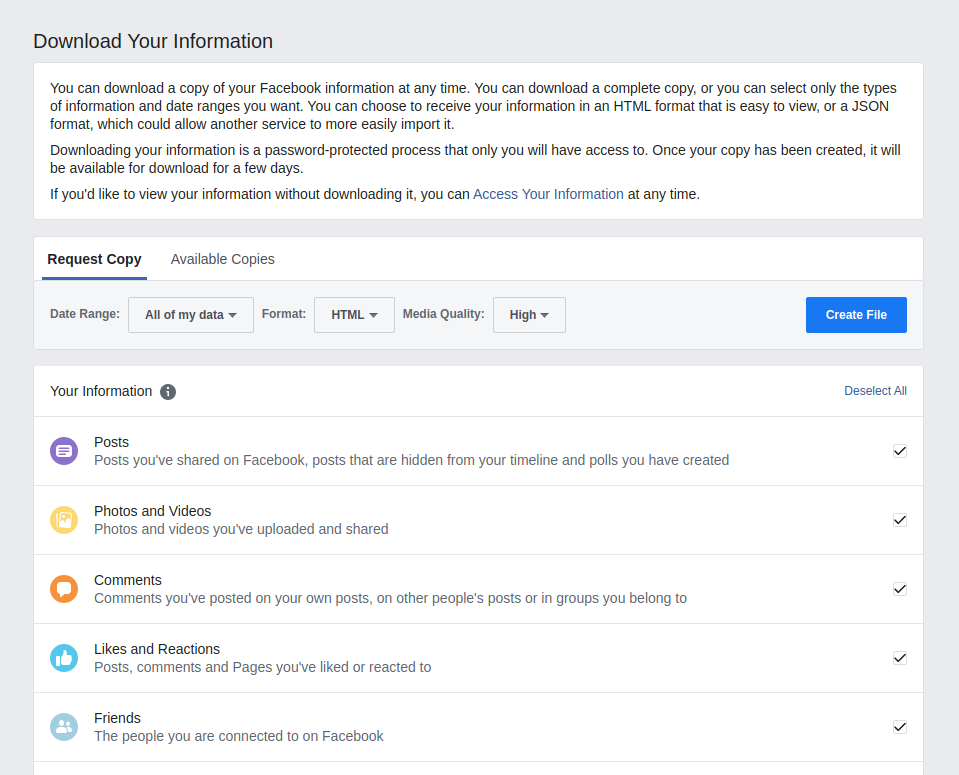 Download Your Information
You can download a copy of your Facebook information at any time. You can download a complete copy, or you can select only the types
of information and date ranges you want. You can choose to receive your information in an HTML format that is easy to view, or a JSON
format, which could allow another service to more easily import it.
Downloading your information is a password-protected process that only you will have access to. Once your copy has been created, it will
be available for download for a few days.
If you'd like to view your information without downloading it, you can Access Your Information at any time.
Request Copy Available Copies
Date Range: All of my data Format: HTML Media Quality: High Create File
Your Information Deselect All
Posts
Posts you've shared on Facebook, posts that are hidden from your timeline and polls you have created
Photos and Videos
Photos and videos you've uploaded and shared
Comments
Comments you've posted on your own posts, on other people's posts or in groups you belong to
Likes and Reactions
Posts, comments and Pages you've liked or reacted to
Friends
The people you are connected to on Facebook